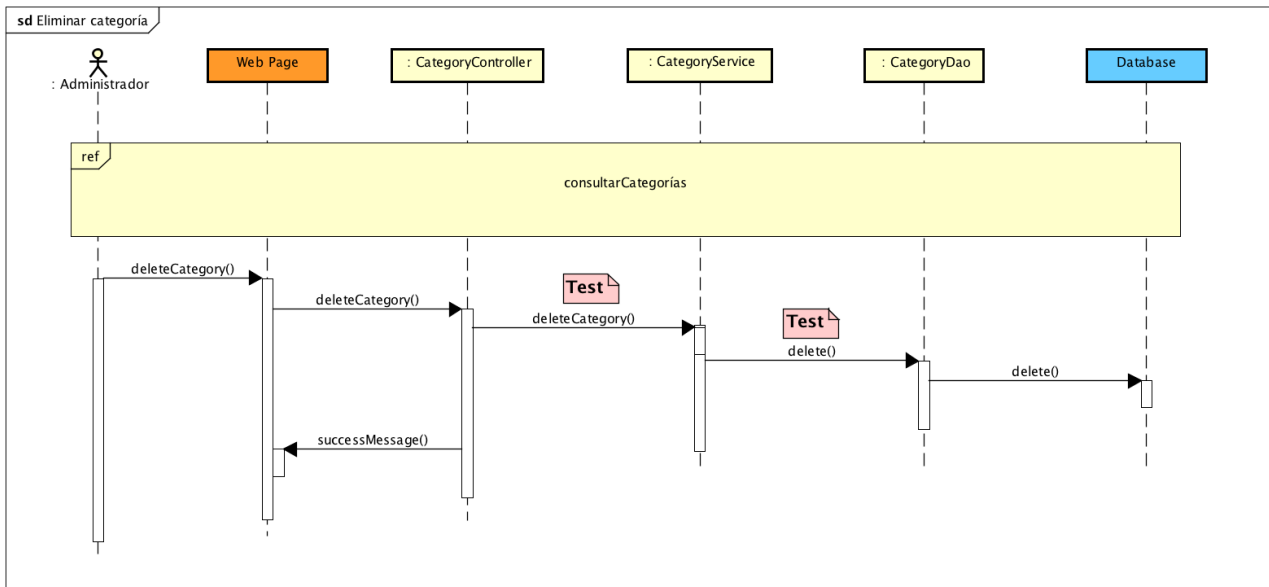 sd Eliminar categoría
: Administrador
Web Page
: CategoryController
: CategoryService
: CategoryDao
Database
ref
consultarCategorías
deleteCategory()
deleteCategory()
Test
deleteCategory()
Test
delete()
delete()
successMessage()